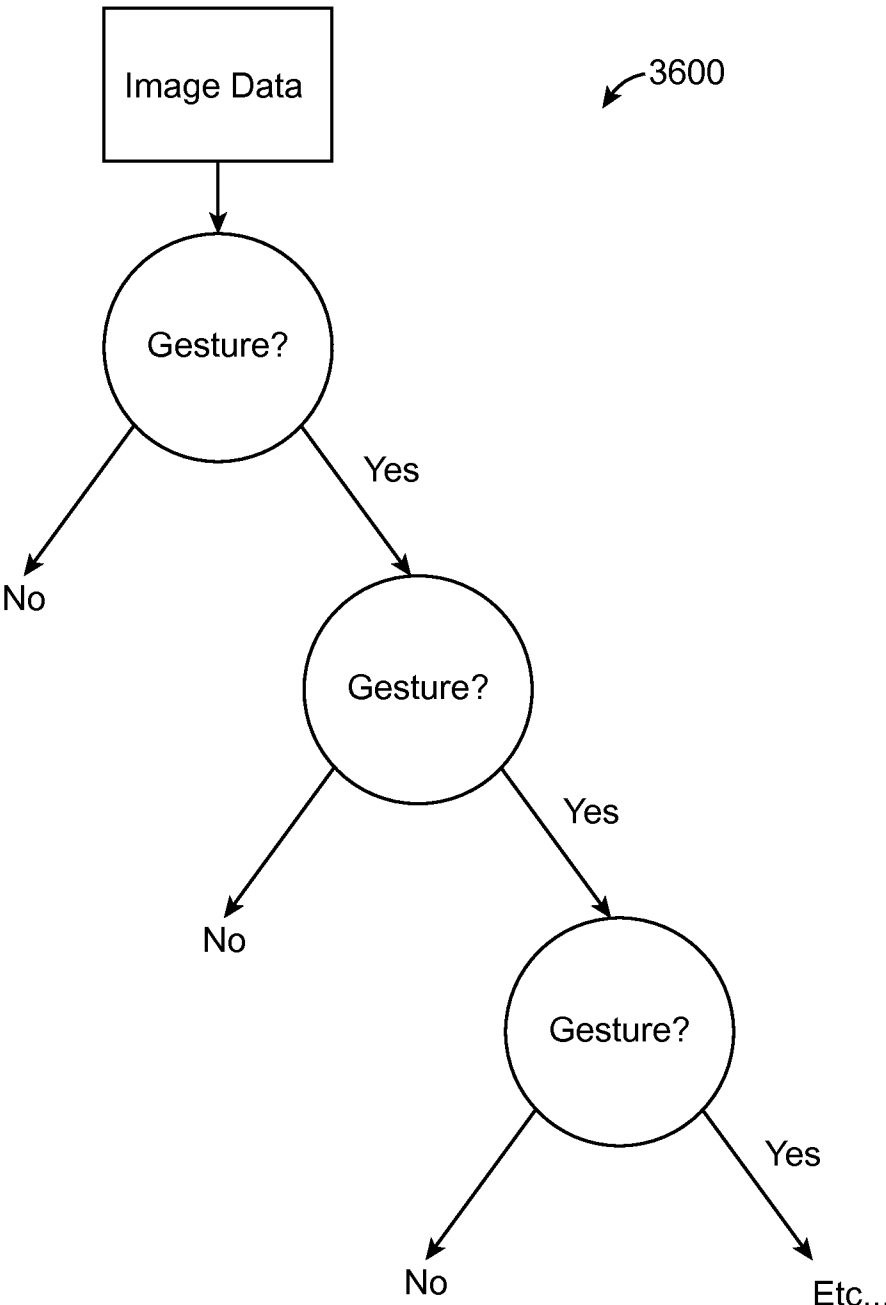 Image Data
3600
Gesture?
Yes
No
Gesture?
Yes
No
Gesture?
Yes
No
Etc...